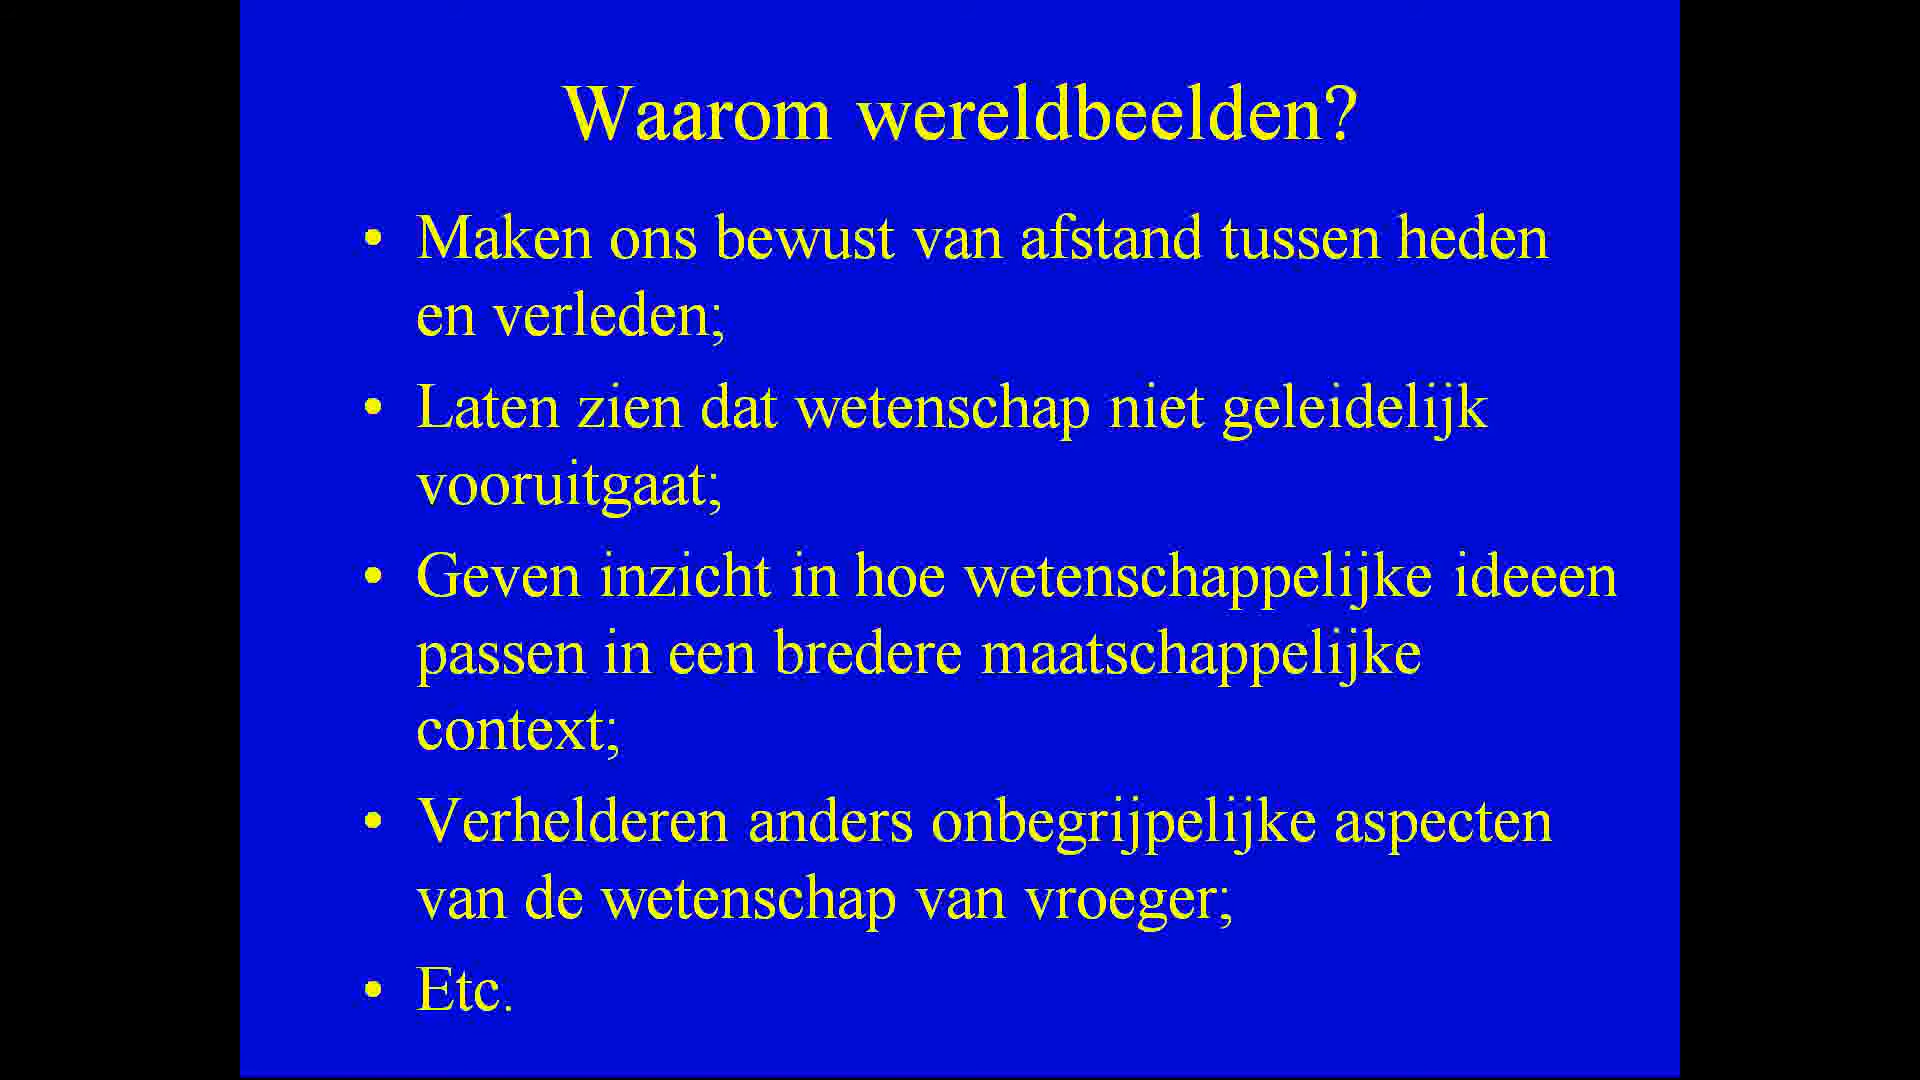 Waarom wereldbeelden?
• Maken ons bewust van afstand tussen heden
en verleden;
• Laten zien dat wetenschap niet geleidelijk
vooruitgaat;
• Geven inzicht in hoe wetenschappelijke ideeen
passen in een bredere maatschappelijke
context;
• Verhelderen anders onbegrijpelijke aspecten
van de wetenschap van vroeger;
• Etc.